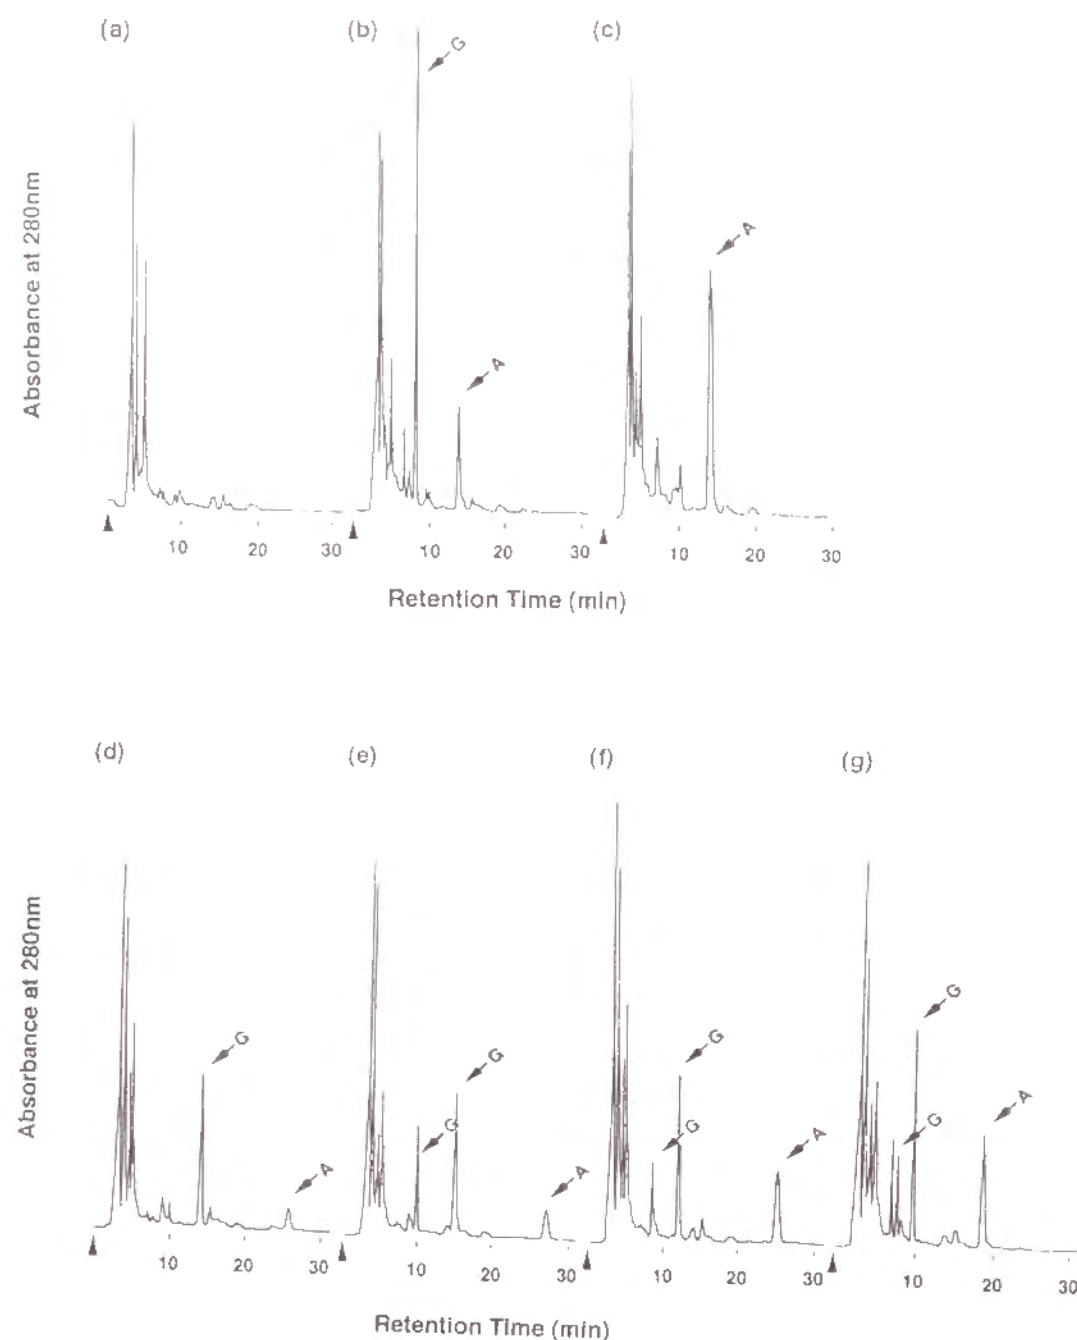 (a) (b) (c)
G
A
A
Absorbance at 280nm
10 20 30 10 20 30 10 20 30
Retention Time (min)
(d) (e) (f) (g)
G
G
G
A
G
G
A
G
G
A
A
Absorbance at 280nm
10 20 30 10 20 30 10 20 30 10 20 30
Retention Time (min)